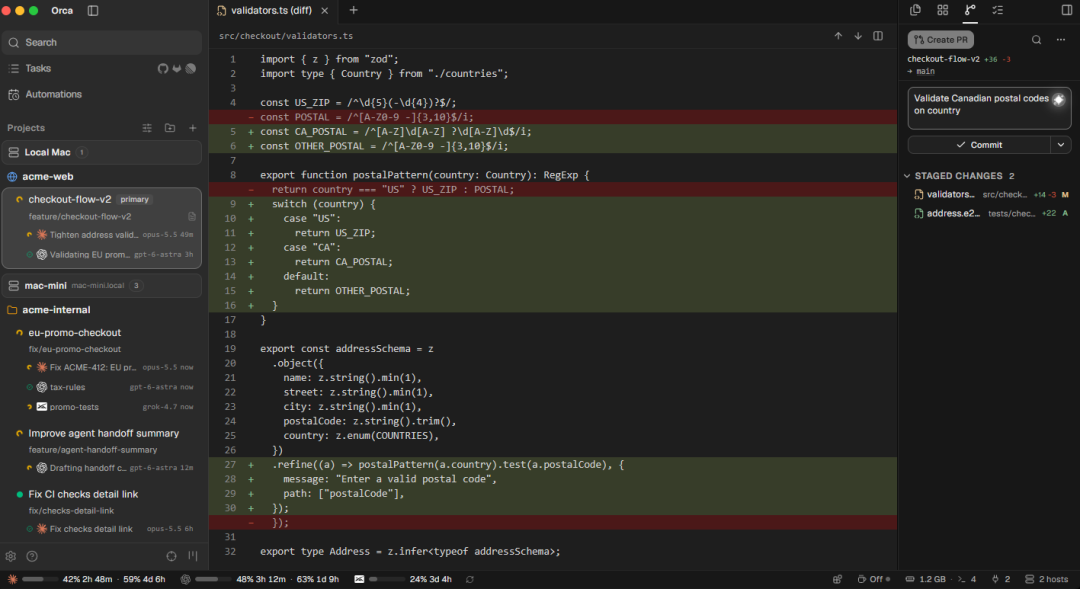 Orca
Search
Tasks
Automations
Projects
Local Mac 1
acme-web
checkout-flow-v2 primary
feature/checkout-flow-v2
Tighten address valid... opus-5.5 49m
Validating EU prom... gpt-6-astra 3h
mac-mini mac-mini.local 3
acme-internal
eu-promo-checkout
fix/eu-promo-checkout
Fix ACME-412: EU pr... opus-5.5 now
tax-rules gpt-6-astra now
promo-tests grok-4.7 now
Improve agent handoff summary
feature/agent-handoff-summary
Drafting handoff c... gpt-6-astra 12m
Fix CI checks detail link
fix/checks-detail-link
Fix checks detail link opus-5.5 6h
validators.ts (diff)
src/checkout/validators.ts
1 import { z } from "zod";
2 import type { Country } from "./countries";
3
4 const US_ZIP = /^\d{5}(-\d{4})?$/;
- const POSTAL = /^[A-Z0-9 -]{3,10}$/i;
5 + const CA_POSTAL = /^[A-Z]\d[A-Z] ?\d[A-Z]\d$/i;
6 + const OTHER_POSTAL = /^[A-Z0-9 -]{3,10}$/i;
7
8 export function postalPattern(country: Country): RegExp {
- return country === "US" ? US_ZIP : POSTAL;
9 + switch (country) {
10 + case "US":
11 + return US_ZIP;
12 + case "CA":
13 + return CA_POSTAL;
14 + default:
15 + return OTHER_POSTAL;
16 + }
17 }
18
19 export const addressSchema = z
20 .object({
21 name: z.string().min(1),
22 street: z.string().min(1),
23 city: z.string().min(1),
24 postalCode: z.string().trim(),
25 country: z.enum(COUNTRIES),
26 })
27 + .refine((a) => postalPattern(a.country).test(a.postalCode), {
28 + message: "Enter a valid postal code",
29 + path: ["postalCode"],
30 + });
- });
31
32 export type Address = z.infer<typeof addressSchema>;
Create PR
checkout-flow-v2 +36 -3
→ main
Validate Canadian postal codes
on country
Commit
STAGED CHANGES 2
validators... src/check... +14 -3 M
address.e2... tests/chec... +22 A
42% 2h 48m · 59% 4d 6h 48% 3h 12m · 63% 1d 9h 24% 3d 4h Off 1.2 GB · 4 2 2 hosts